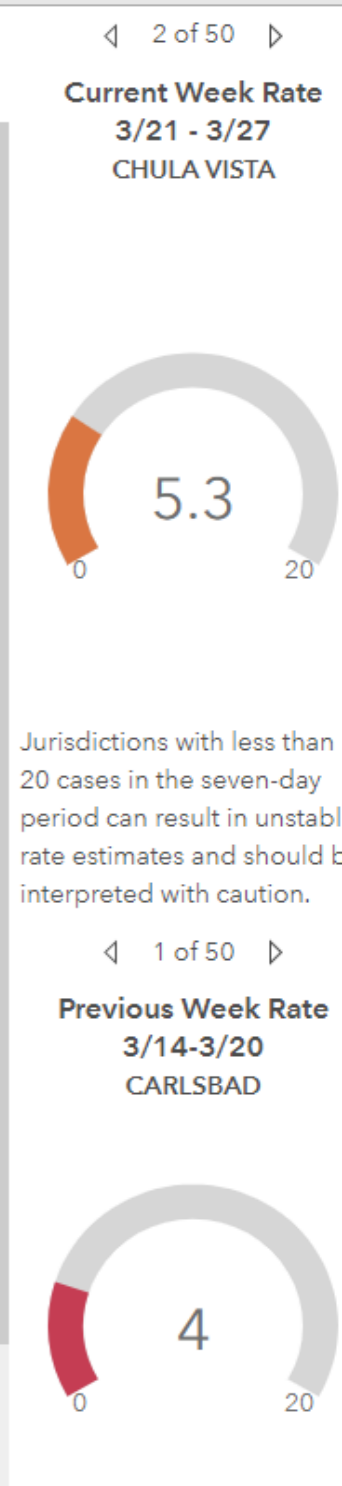 2 of 50
Current Week Rate
3/21 - 3/27
CHULA VISTA
5.3
0 20
Jurisdictions with less than
20 cases in the seven-day
period can result in unstabl
rate estimates and should b
interpreted with caution.
1 of 50
Previous Week Rate
3/14-3/20
CARLSBAD
4
0 20